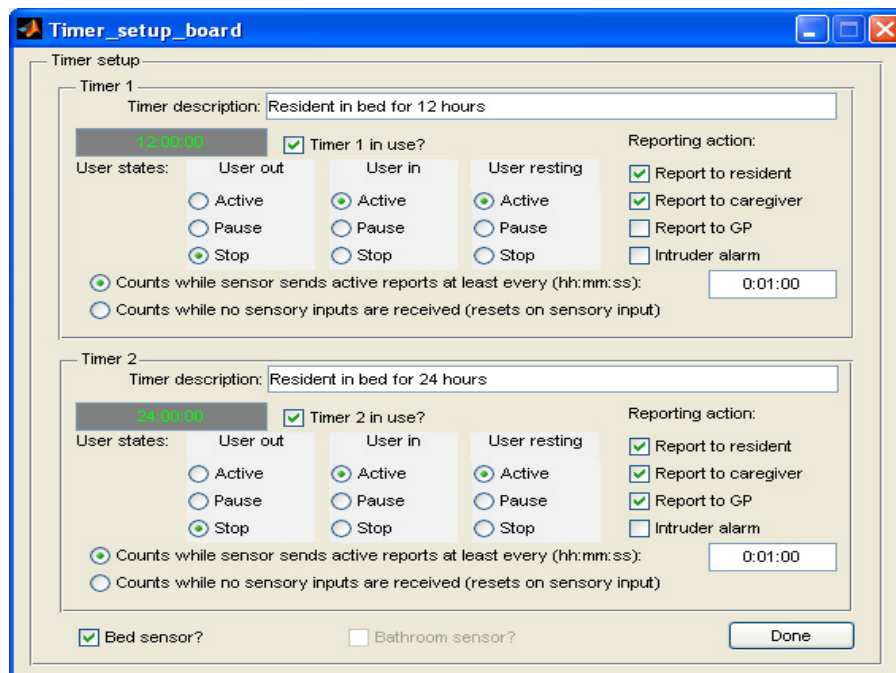 Timer_setup_board
Timer setup
Timer 1
Timer description: Resident in bed for 12 hours
12:00:00 Timer 1 in use? Reporting action:
User states: User out User in User resting Report to resident
Active Active Active Report to caregiver
Pause Pause Pause Report to GP
Stop Stop Stop Intruder alarm
Counts while sensor sends active reports at least every (hh:mm:ss): 0:01:00
Counts while no sensory inputs are received (resets on sensory input)
Timer 2
Timer description: Resident in bed for 24 hours
24:00:00 Timer 2 in use? Reporting action:
User states: User out User in User resting Report to resident
Active Active Active Report to caregiver
Pause Pause Pause Report to GP
Stop Stop Stop Intruder alarm
Counts while sensor sends active reports at least every (hh:mm:ss): 0:01:00
Counts while no sensory inputs are received (resets on sensory input)
Bed sensor? Bathroom sensor? Done